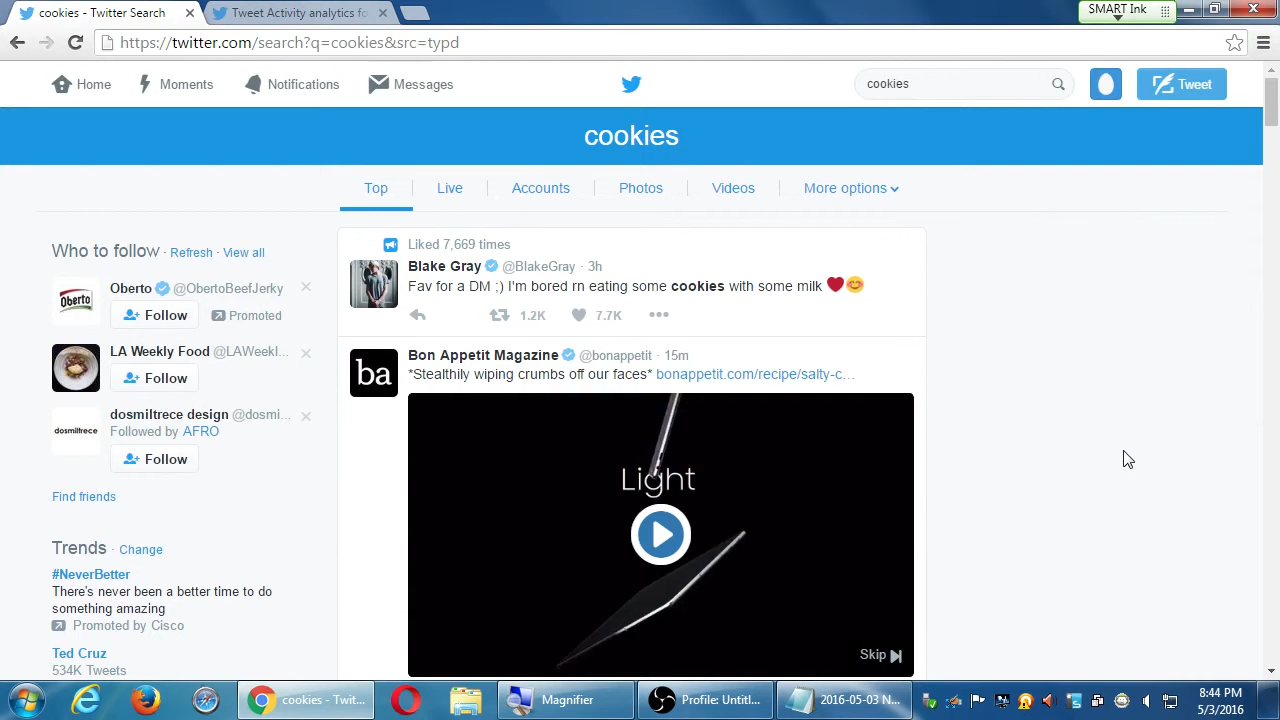 cookies - Twitter Search
Tweet Activity analytics fo
SMART Ink
https://twitter.com/search?q=cookies&src=typd
Home
Moments
Notifications
Messages
cookies
Tweet
cookies
Top
Live
Accounts
Photos
Videos
More options
Who to follow · Refresh · View all
Oberto
Oberto @ObertoBeefJerky
Follow
Promoted
LA Weekly Food @LAWeekl...
Follow
dosmiltrece
dosmiltrece design @dosmi...
Followed by AFRO
Follow
Find friends
Trends · Change
#NeverBetter
There's never been a better time to do
something amazing
Promoted by Cisco
Ted Cruz
534K Tweets
Liked 7,669 times
Blake Gray @BlakeGray · 3h
Fav for a DM ;) I'm bored rn eating some cookies with some milk ❤😊
1.2K
7.7K
ba
Bon Appetit Magazine @bonappetit · 15m
*Stealthily wiping crumbs off our faces* bonappetit.com/recipe/salty-c...
Light
Skip
cookies - Twit...
Magnifier
Profile: Untitl...
2016-05-03 N...
8:44 PM
5/3/2016